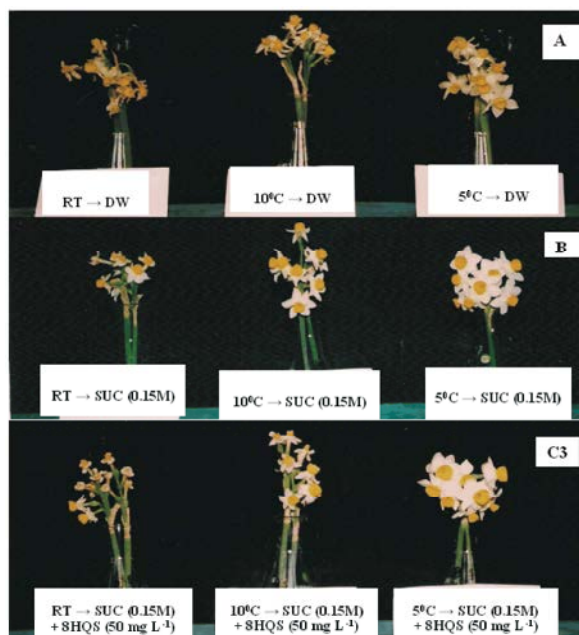 A
RT → DW
10⁰C → DW
5⁰C → DW
B
RT → SUC (0.15M)
10⁰C → SUC (0.15M)
5⁰C → SUC (0.15M)
C3
RT → SUC (0.15M)
+ 8HQS (50 mg L⁻¹)
10⁰C → SUC (0.15M)
+8HQS (50 mg L⁻¹)
5⁰C → SUC (0.15M)
+ 8HQS (50 mg L⁻¹)